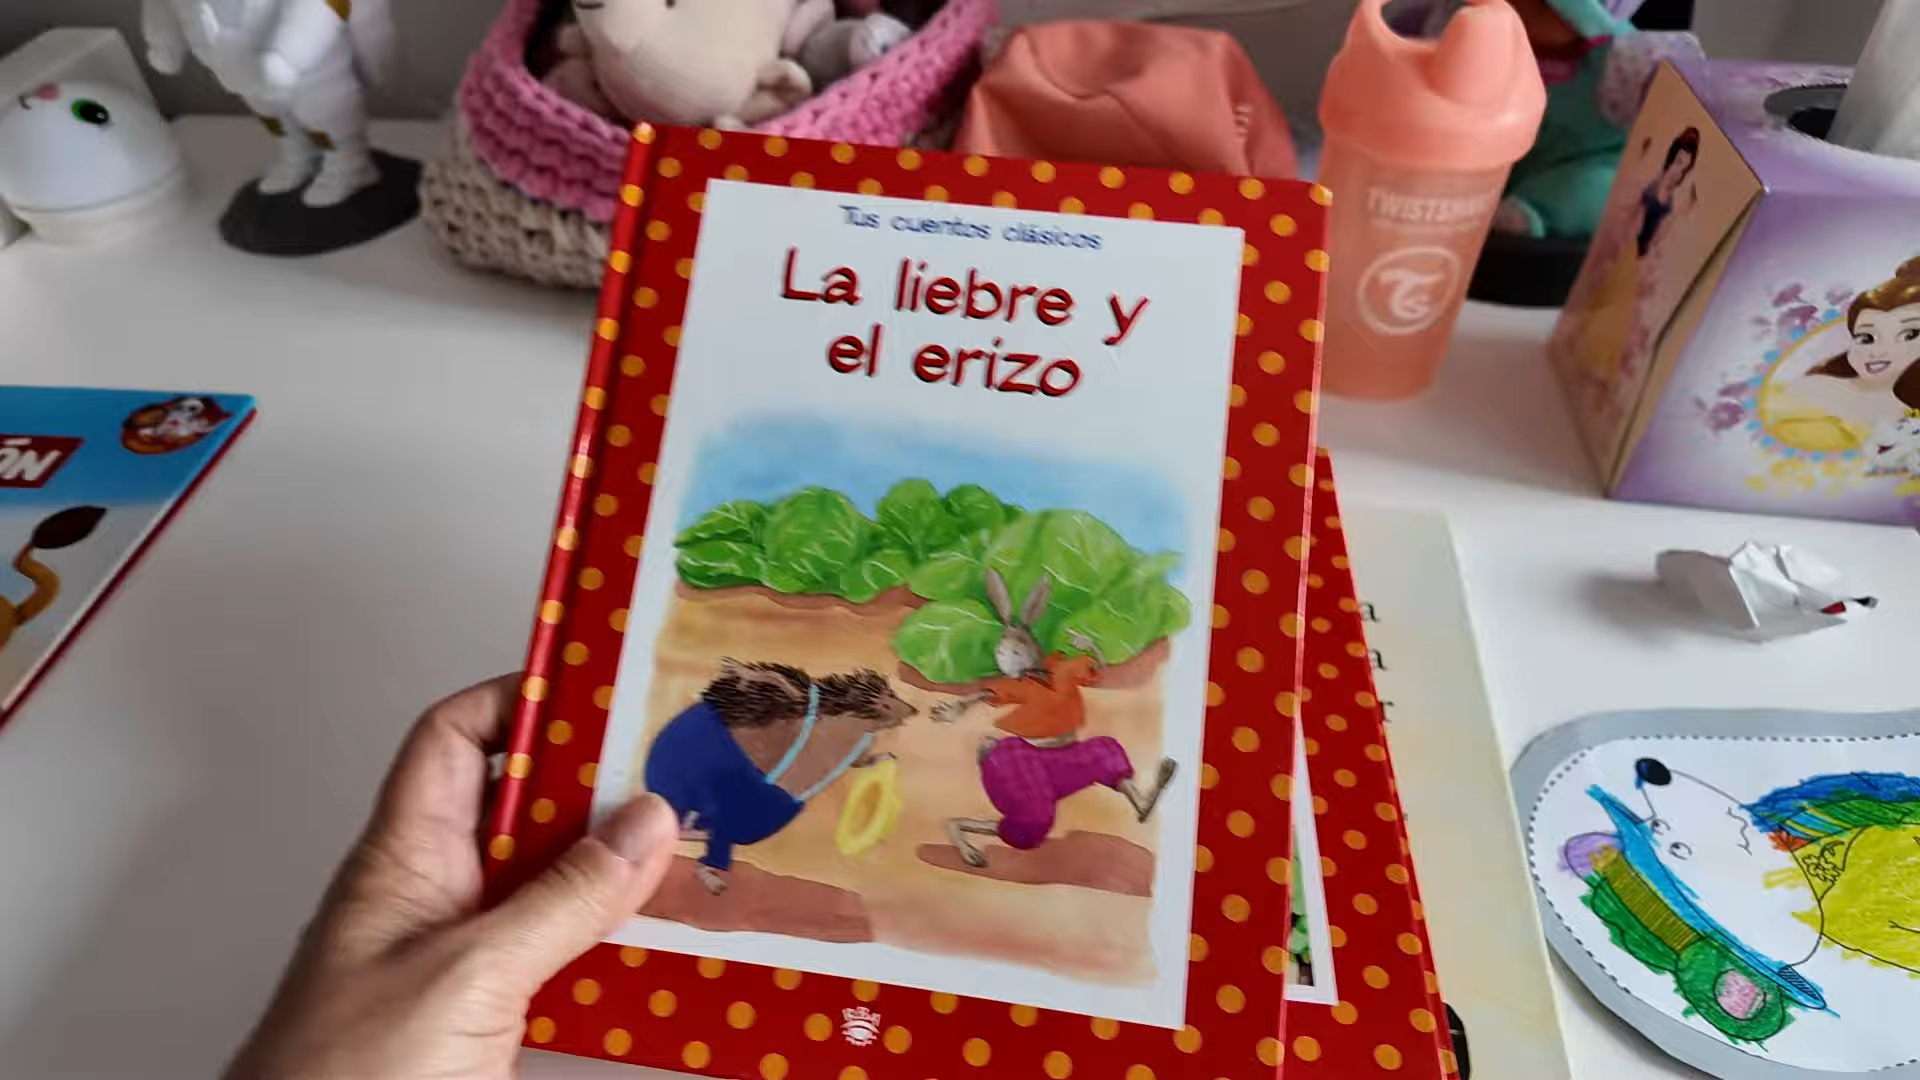 Tus cuentos clásicos
La liebre y
el erizo
TWISTSHAKE
a
a
r